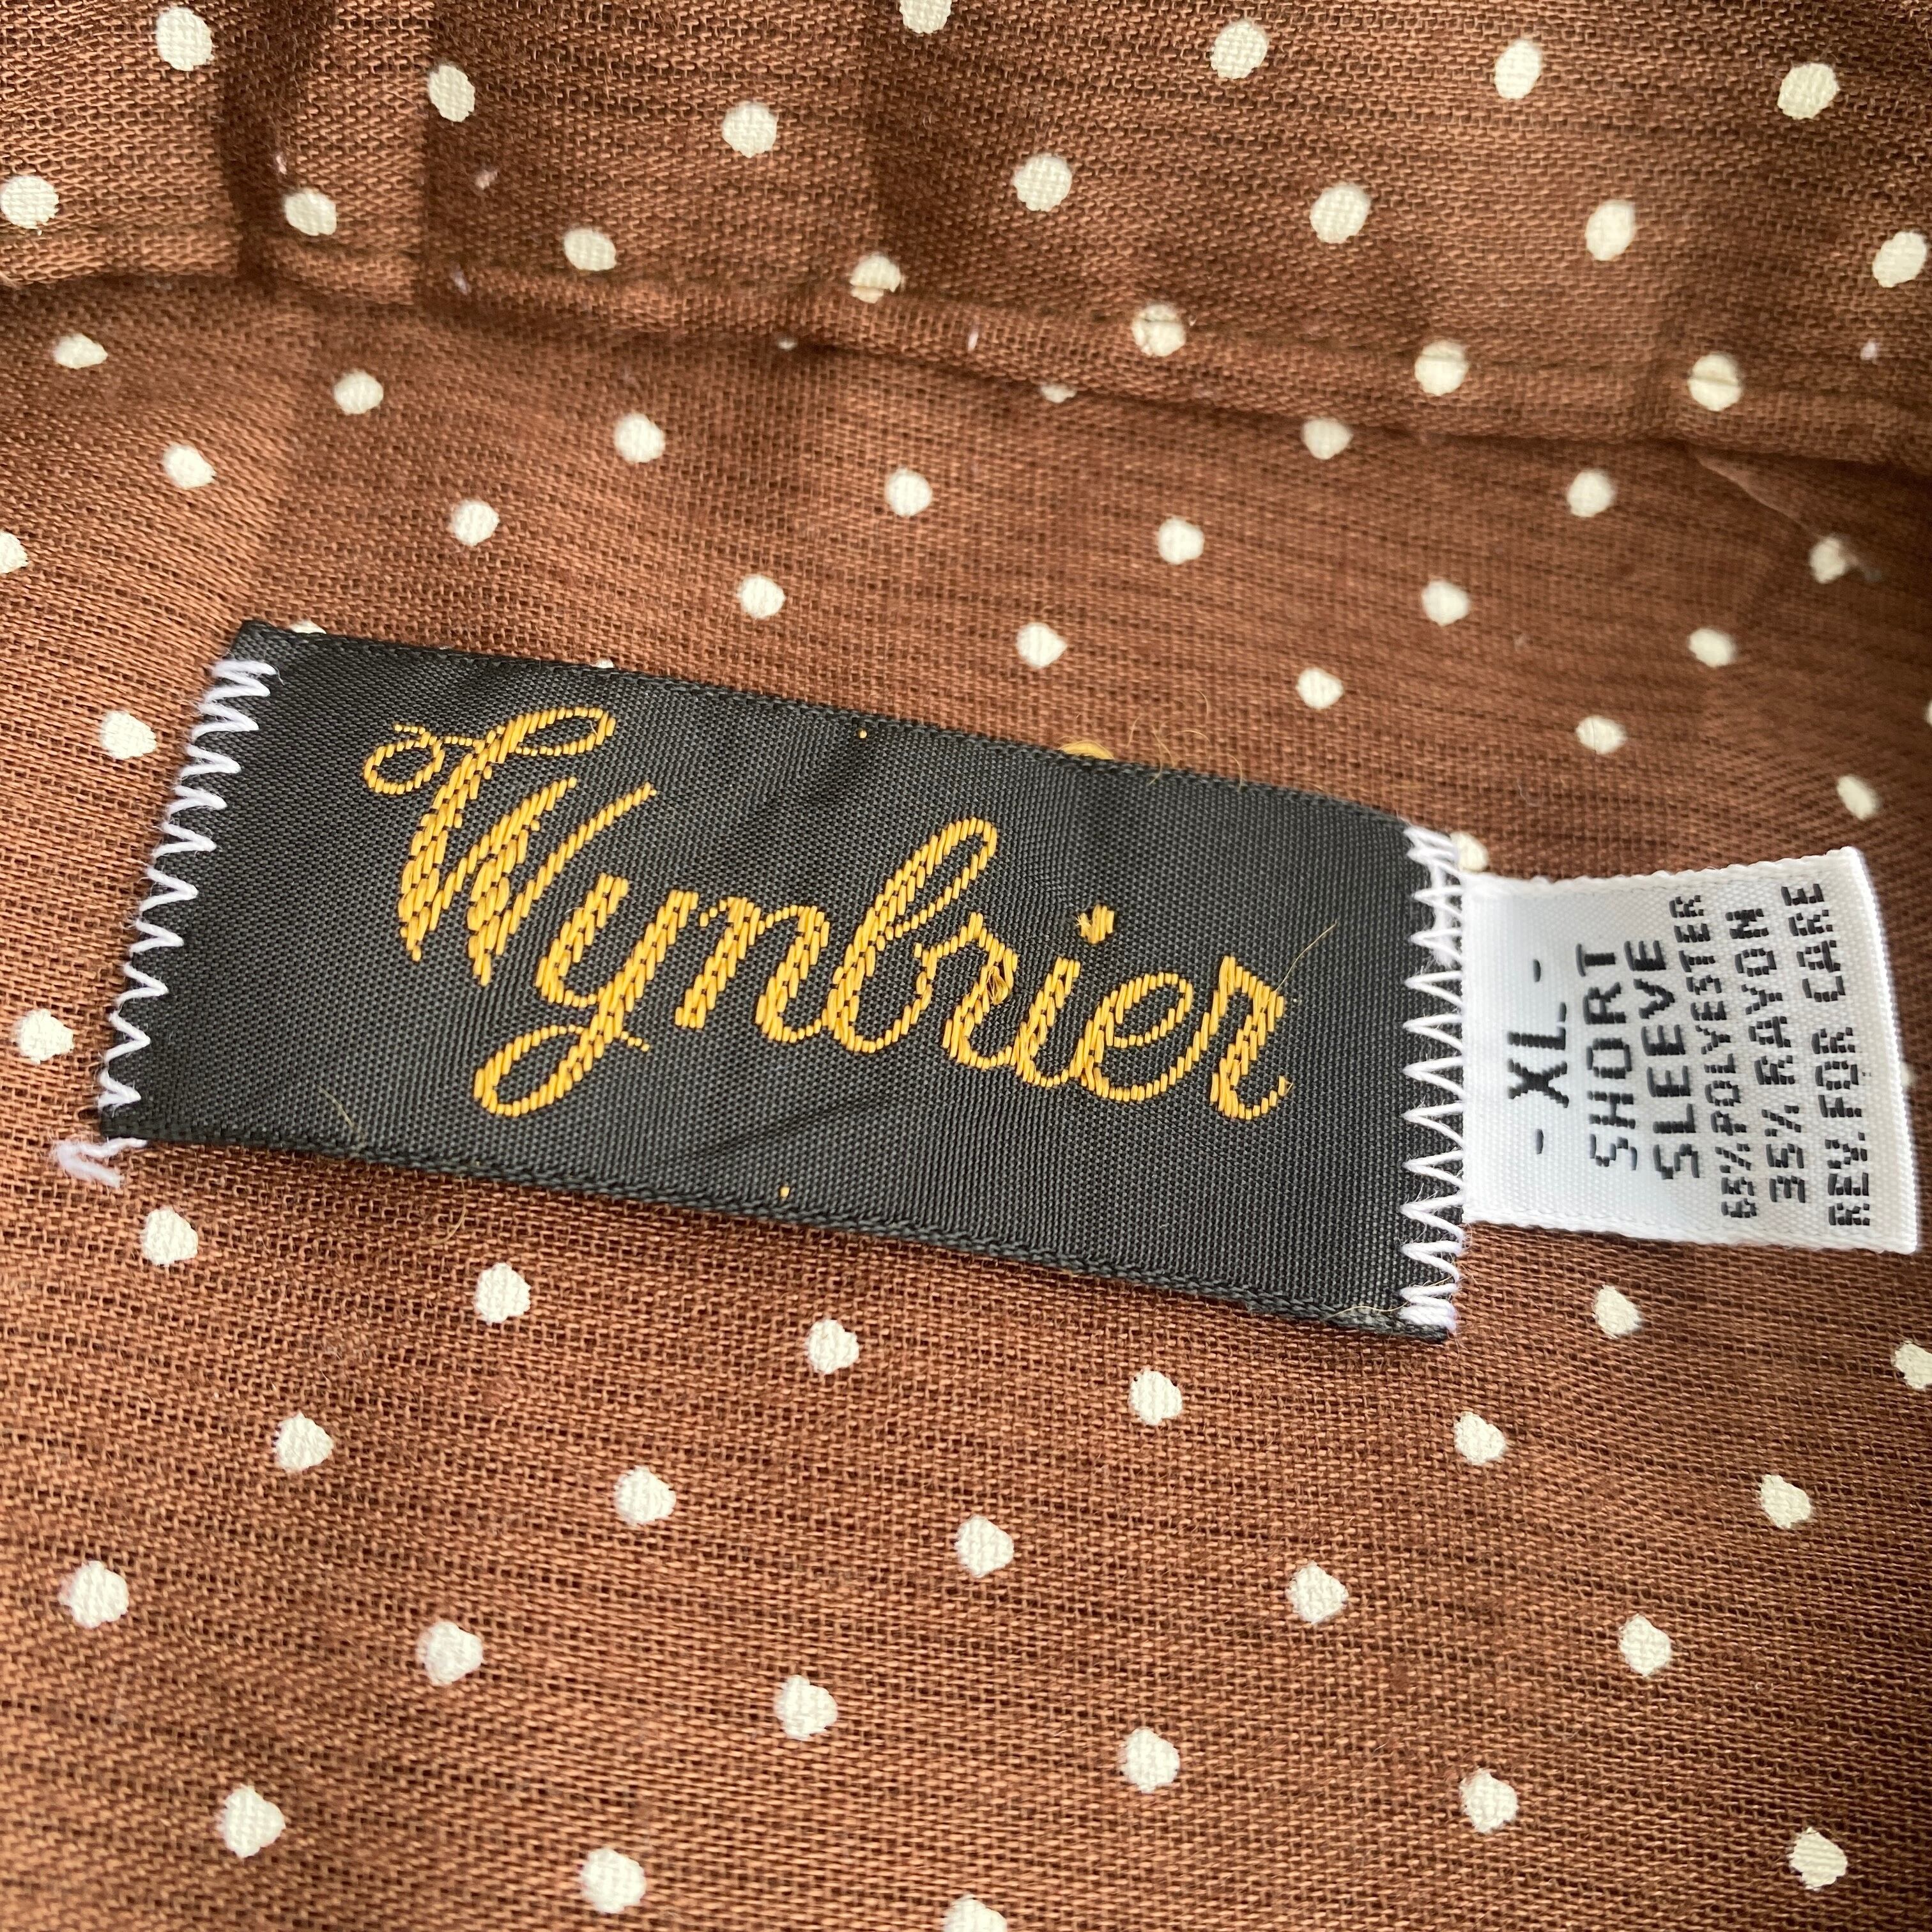 Wynbrier
- XL -
SHORT
SLEEVE
65% POLYESTER
35% RAYON
REV. FOR CARE